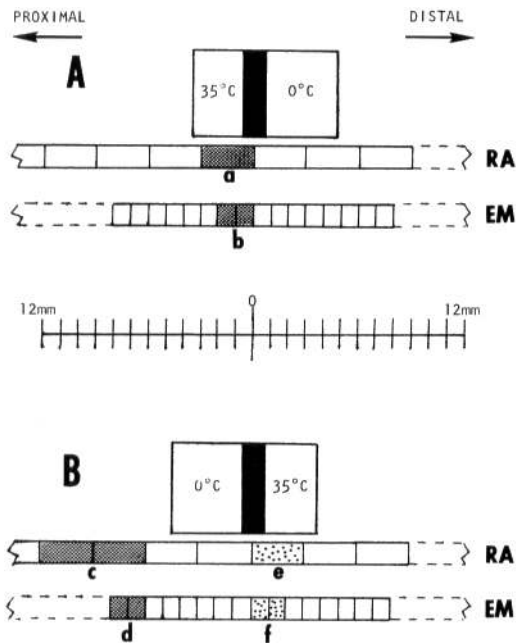 PROXIMAL DISTAL
A
35°C 0°C
RA
a
EM
b
12mm 0 12mm
B
0°C 35°C
RA
c e
EM
d f